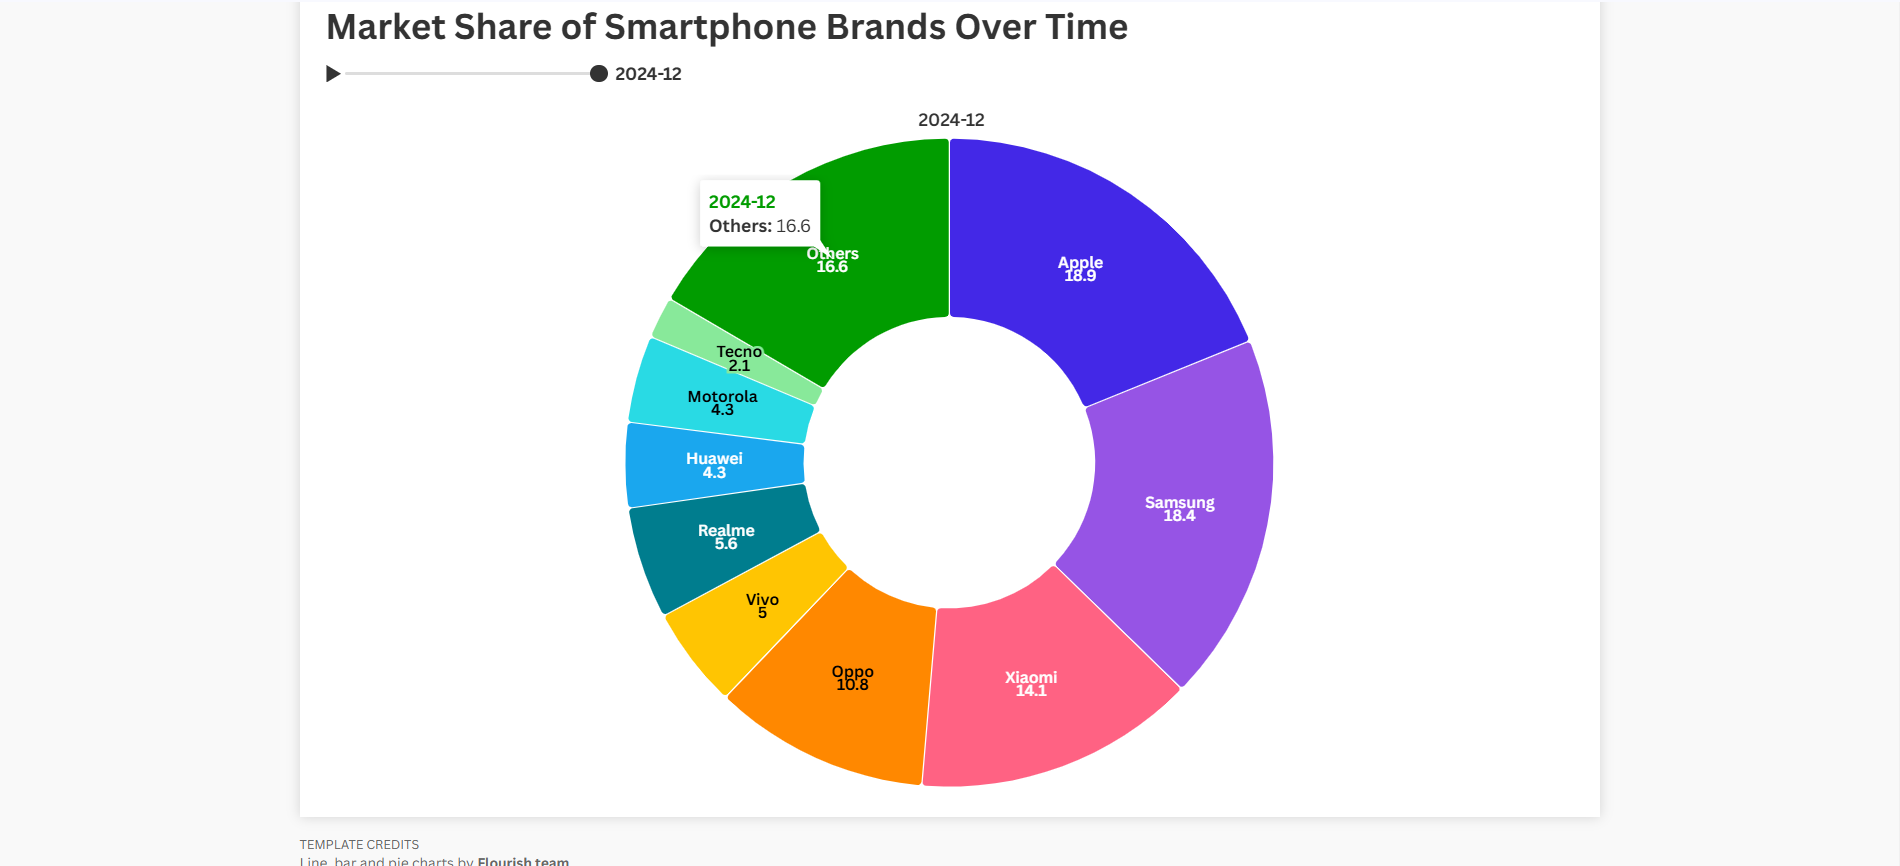 Market Share of Smartphone Brands Over Time
2024-12
2024-12
2024-12
Others: 16.6
Others
16.6
Apple
18.9
Tecno
2.1
Motorola
4.3
Huawei
4.3
Samsung
18.4
Realme
5.6
Vivo
5
Oppo
10.8
Xiaomi
14.1
TEMPLATE CREDITS
Line, bar and pie charts by Flourish team